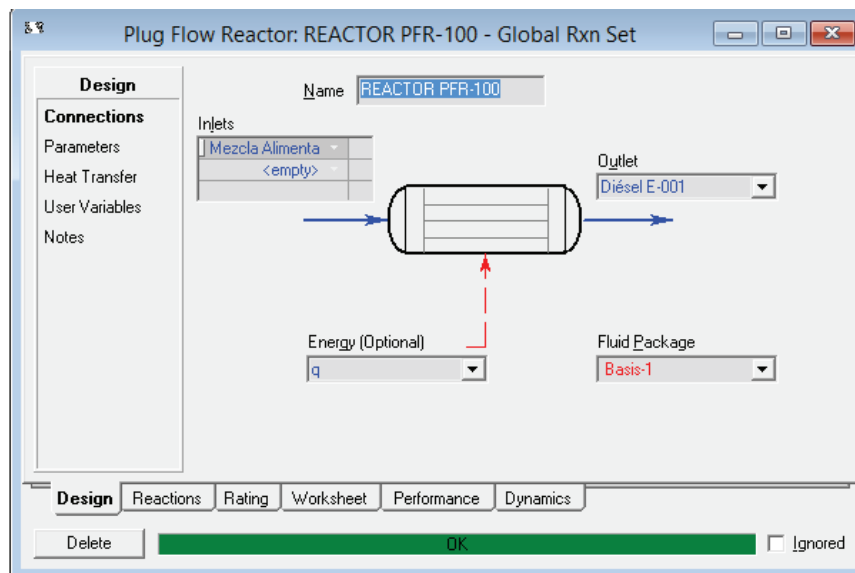 Plug Flow Reactor: REACTOR PFR-100 - Global Rxn Set
Design
Connections
Parameters
Heat Transfer
User Variables
Notes
Name REACTOR PFR-100
Inlets
Mezcla Alimenta
<empty>
Outlet
Diésel E-001
Energy (Optional)
q
Fluid Package
Basis-1
Design Reactions Rating Worksheet Performance Dynamics
Delete OK Ignored